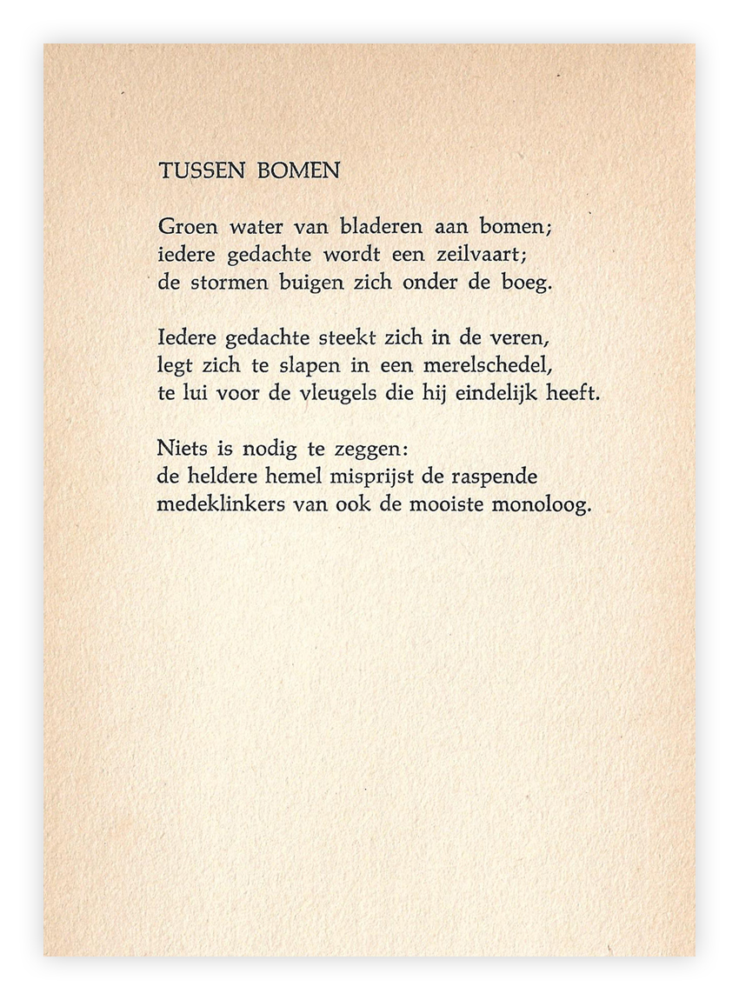 TUSSEN BOMEN
Groen water van bladeren aan bomen;
iedere gedachte wordt een zeilvaart;
de stormen buigen zich onder de boeg.
Iedere gedachte steekt zich in de veren,
legt zich te slapen in een merelschedel,
te lui voor de vleugels die hij eindelijk heeft.
Niets is nodig te zeggen:
de heldere hemel misprijst de raspende
medeklinkers van ook de mooiste monoloog.